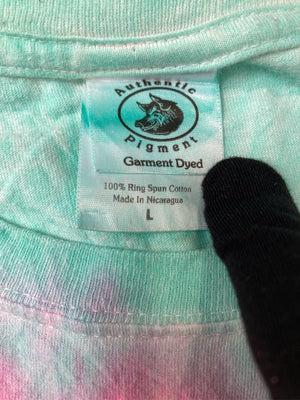 Authentic
Pigment
Garment Dyed
100% Ring Spun Cotton
Made In Nicaragua
L